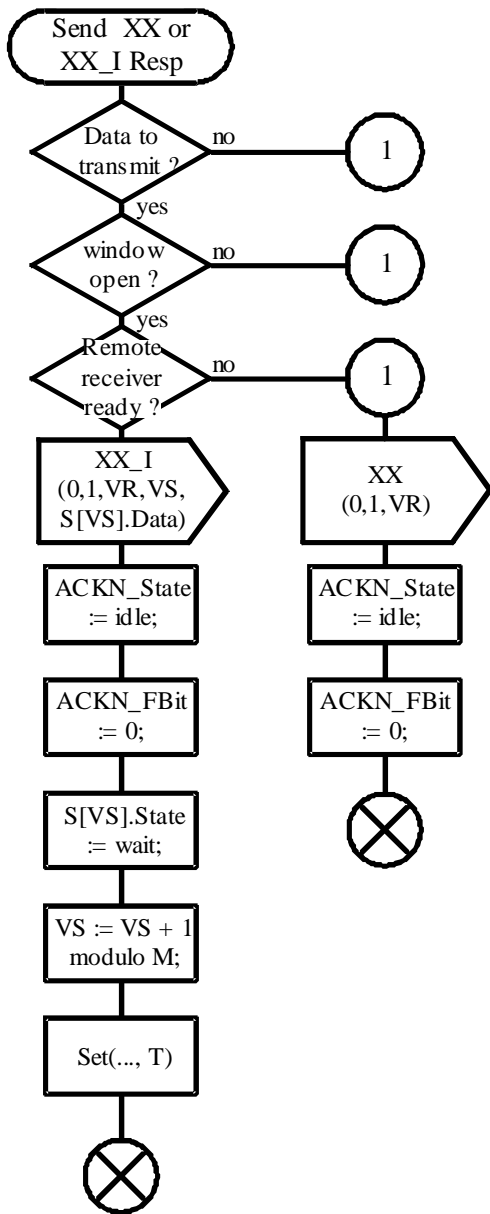 Send XX or
XX_I Resp
Data to
transmit ?
no
1
yes
window
open ?
no
1
yes
Remote
receiver
ready ?
no
1
XX_I
(0,1,VR,VS,
S[VS].Data)
XX
(0,1,VR)
ACKN_State
:= idle;
ACKN_State
:= idle;
ACKN_FBit
:= 0;
ACKN_FBit
:= 0;
S[VS].State
:= wait;
VS := VS + 1
modulo M;
Set(..., T)